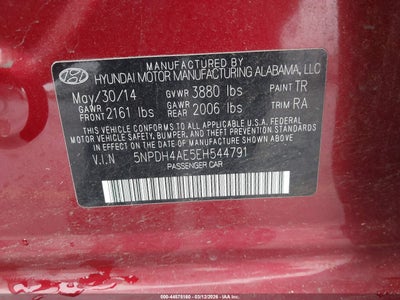 MANUFACTURED BY
HYUNDAI MOTOR MANUFACTURING ALABAMA, LLC
May/30/14 GVWR 3880 lbs PAINT TR
GAWR FRONT 2161 lbs GAWR REAR 2006 lbs TRIM RA
THIS VEHICLE CONFORMS TO ALL APPLICABLE U.S.A. FEDERAL
MOTOR VEHICLE SAFETY, BUMPER, AND THEFT PREVENTION
STANDARDS IN EFFECT ON THE DATE OF MANUFACTURE SHOWN ABOVE.
V.I.N 5NPDH4AE5EH544791
PASSENGER CAR